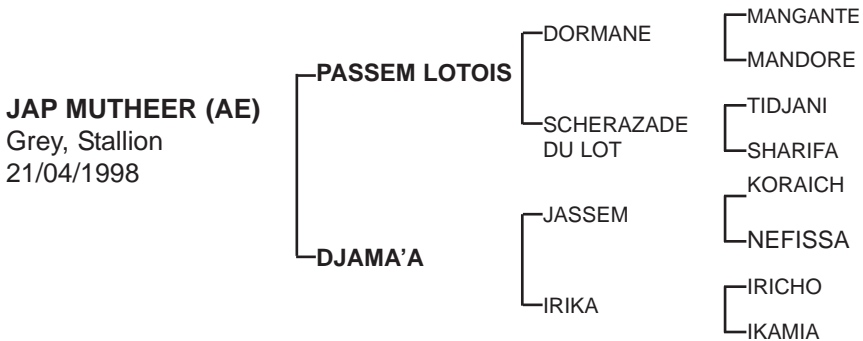 JAP MUTHEER (AE)
Grey, Stallion
21/04/1998
PASSEM LOTOIS
DJAMA’A
DORMANE
SCHERAZADE
DU LOT
JASSEM
IRIKA
MANGANTE
MANDORE
TIDJANI
SHARIFA
KORAICH
NEFISSA
IRICHO
IKAMIA